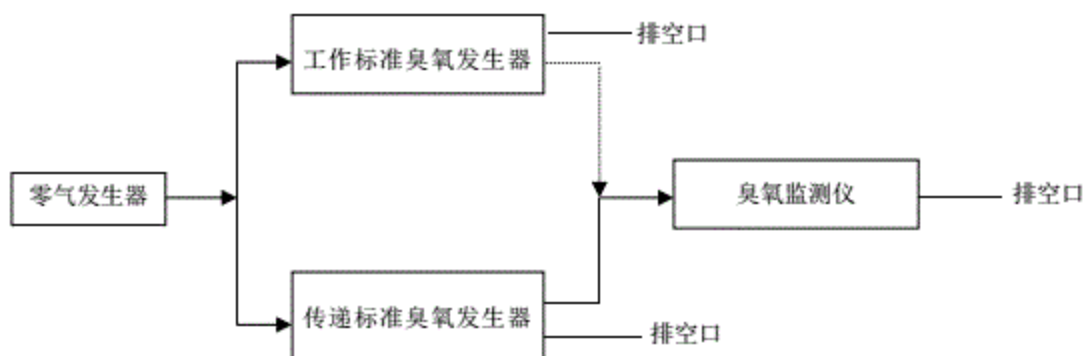 工作标准臭氧发生器
排空口
零气发生器
臭氧监测仪
排空口
传递标准臭氧发生器
排空口